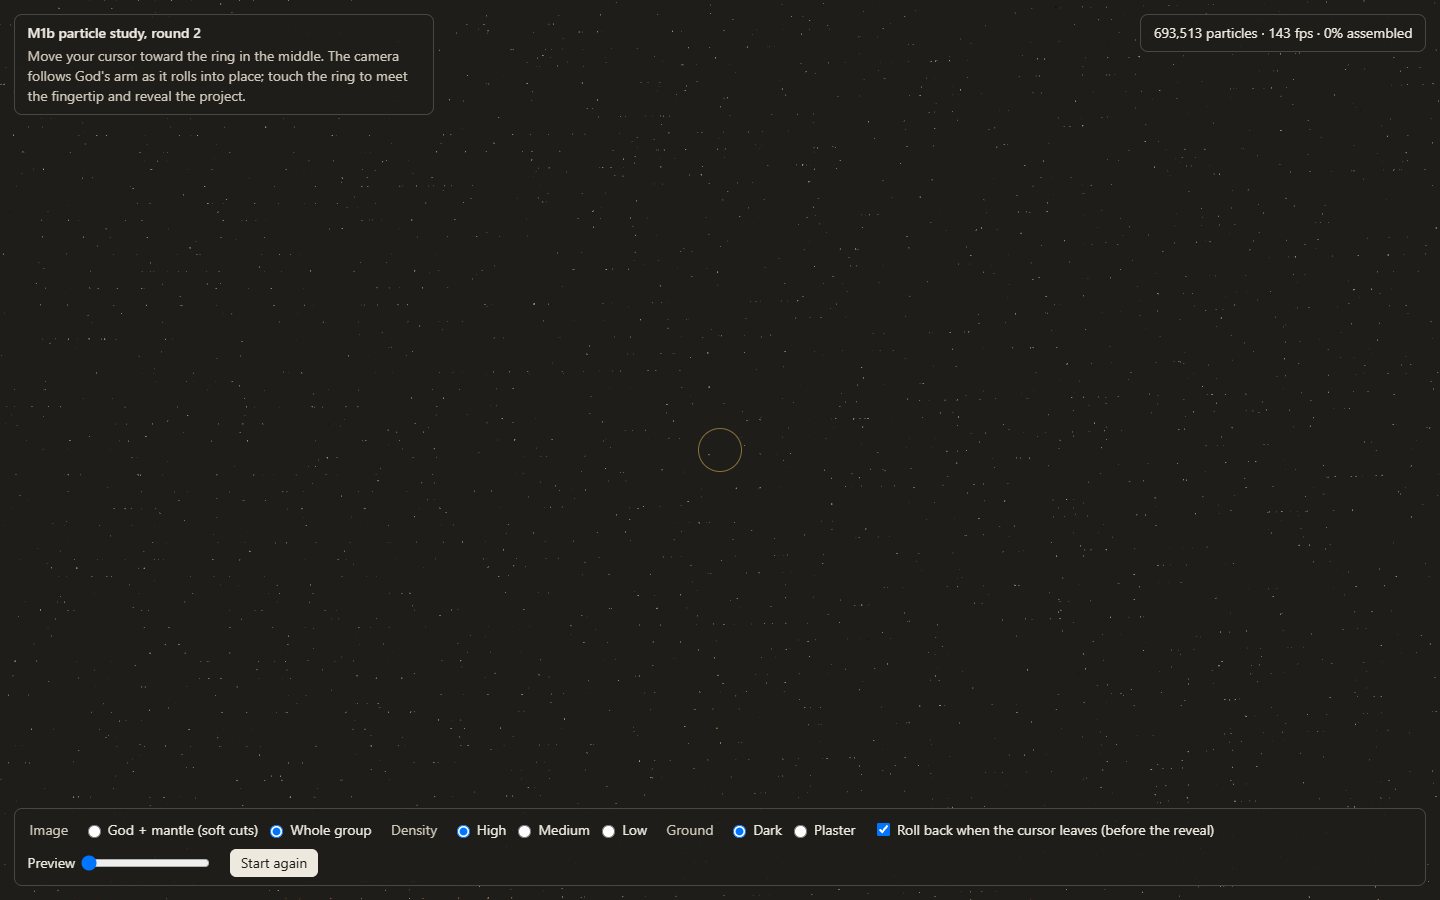 M1b particle study, round 2
Move your cursor toward the ring in the middle. The camera
follows God's arm as it rolls into place; touch the ring to meet
the fingertip and reveal the project.
693,513 particles · 143 fps · 0% assembled
Image God + mantle (soft cuts) Whole group Density High Medium Low Ground Dark Plaster Roll back when the cursor leaves (before the reveal)
Preview Start again